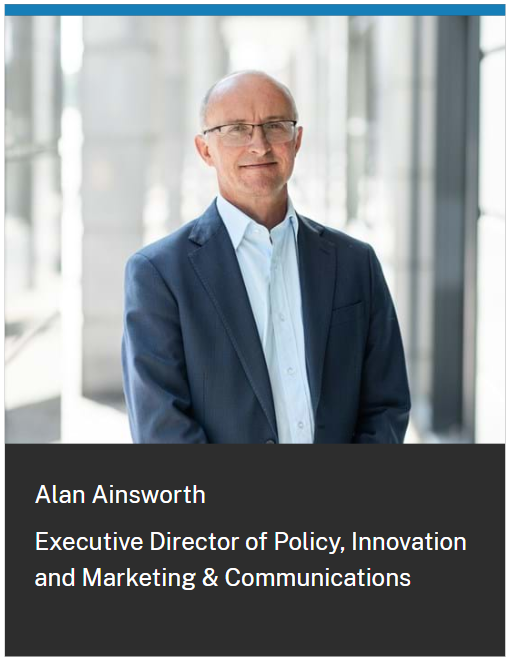 Alan Ainsworth
Executive Director of Policy, Innovation
and Marketing & Communications